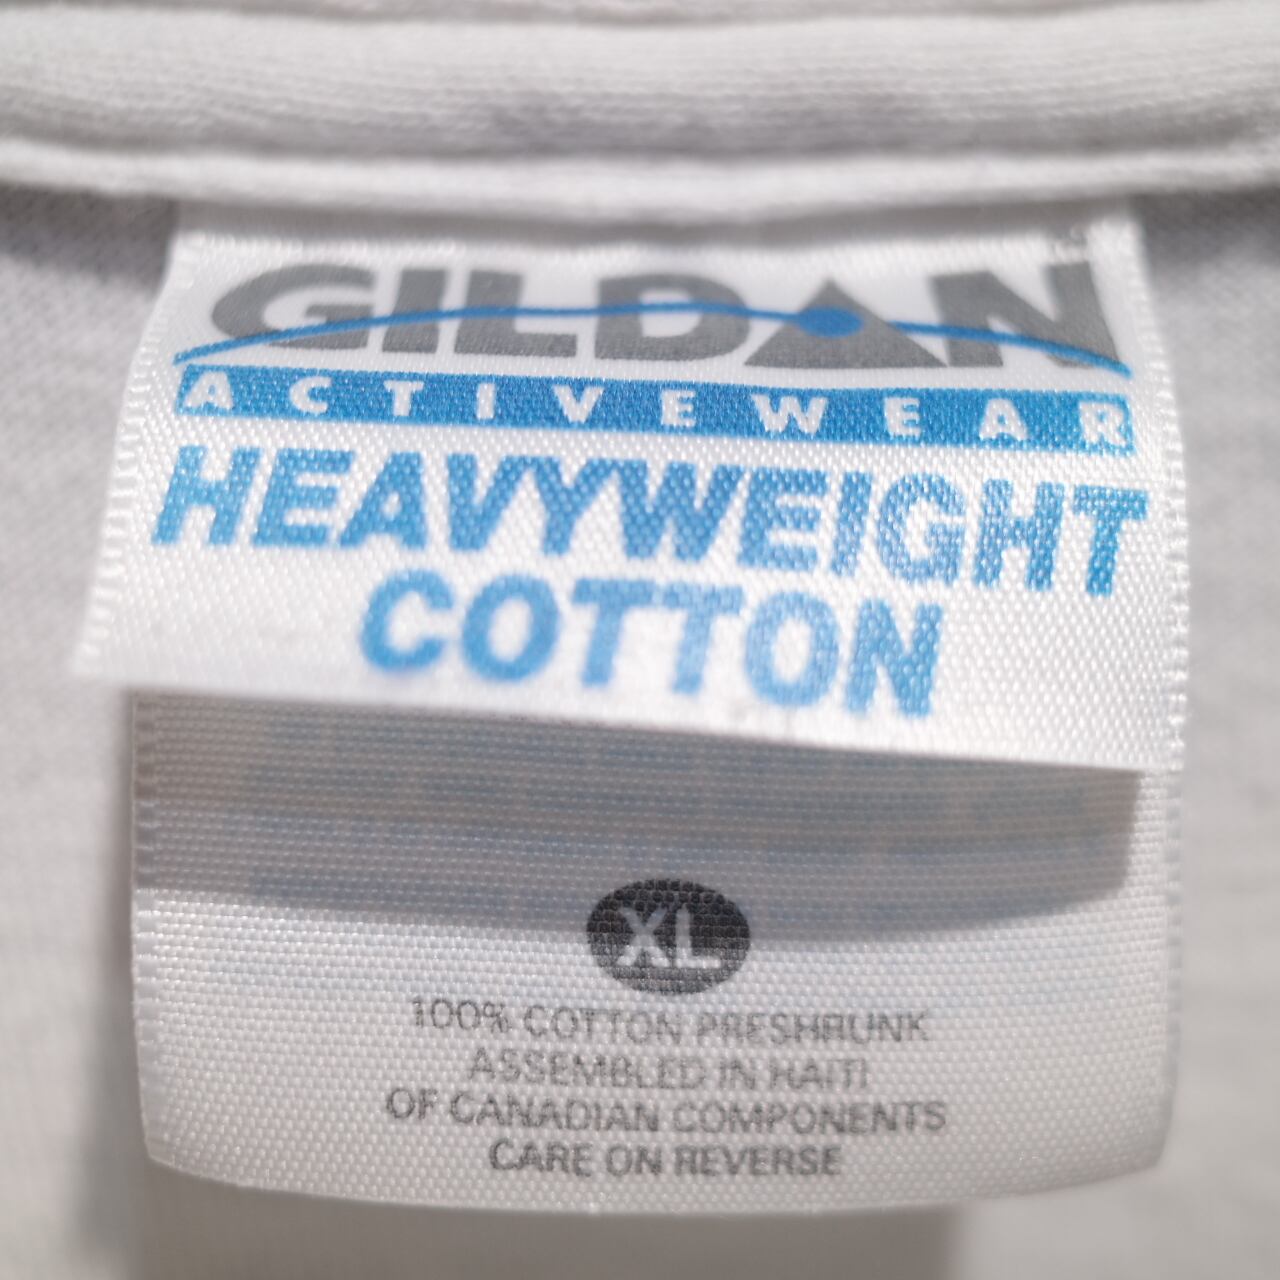 GILDAN
ACTIVEWEAR
HEAVYWEIGHT
COTTON
XL
100% COTTON PRESHRUNK
ASSEMBLED IN HAITI
OF CANADIAN COMPONENTS
CARE ON REVERSE